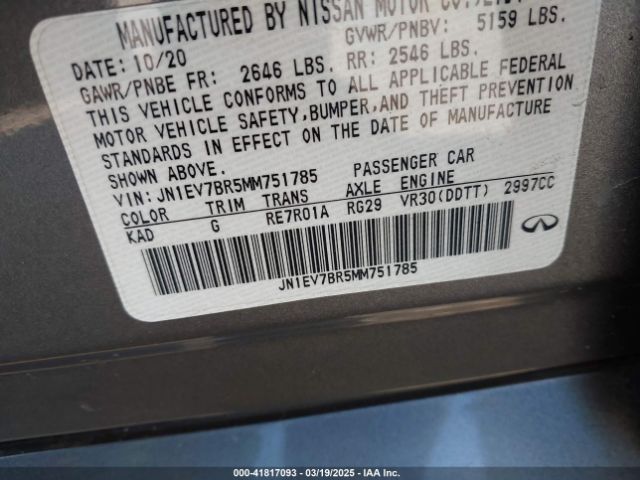 MANUFACTURED BY NISSAN MOTOR CO.,LTD.
DATE: 10/20 GVWR/PNBV: 5159 LBS.
GAWR/PNBE FR: 2646 LBS. RR: 2546 LBS.
THIS VEHICLE CONFORMS TO ALL APPLICABLE FEDERAL
MOTOR VEHICLE SAFETY, BUMPER, AND THEFT PREVENTION
STANDARDS IN EFFECT ON THE DATE OF MANUFACTURE
SHOWN ABOVE.
VIN: JN1EV7BR5MM751785 PASSENGER CAR
COLOR TRIM TRANS AXLE ENGINE
KAD G RE7R01A RG29 VR30(DDTT) 2997CC
JN1EV7BR5MM751785
000-41817093 — 03/19/2025 — IAA Inc.